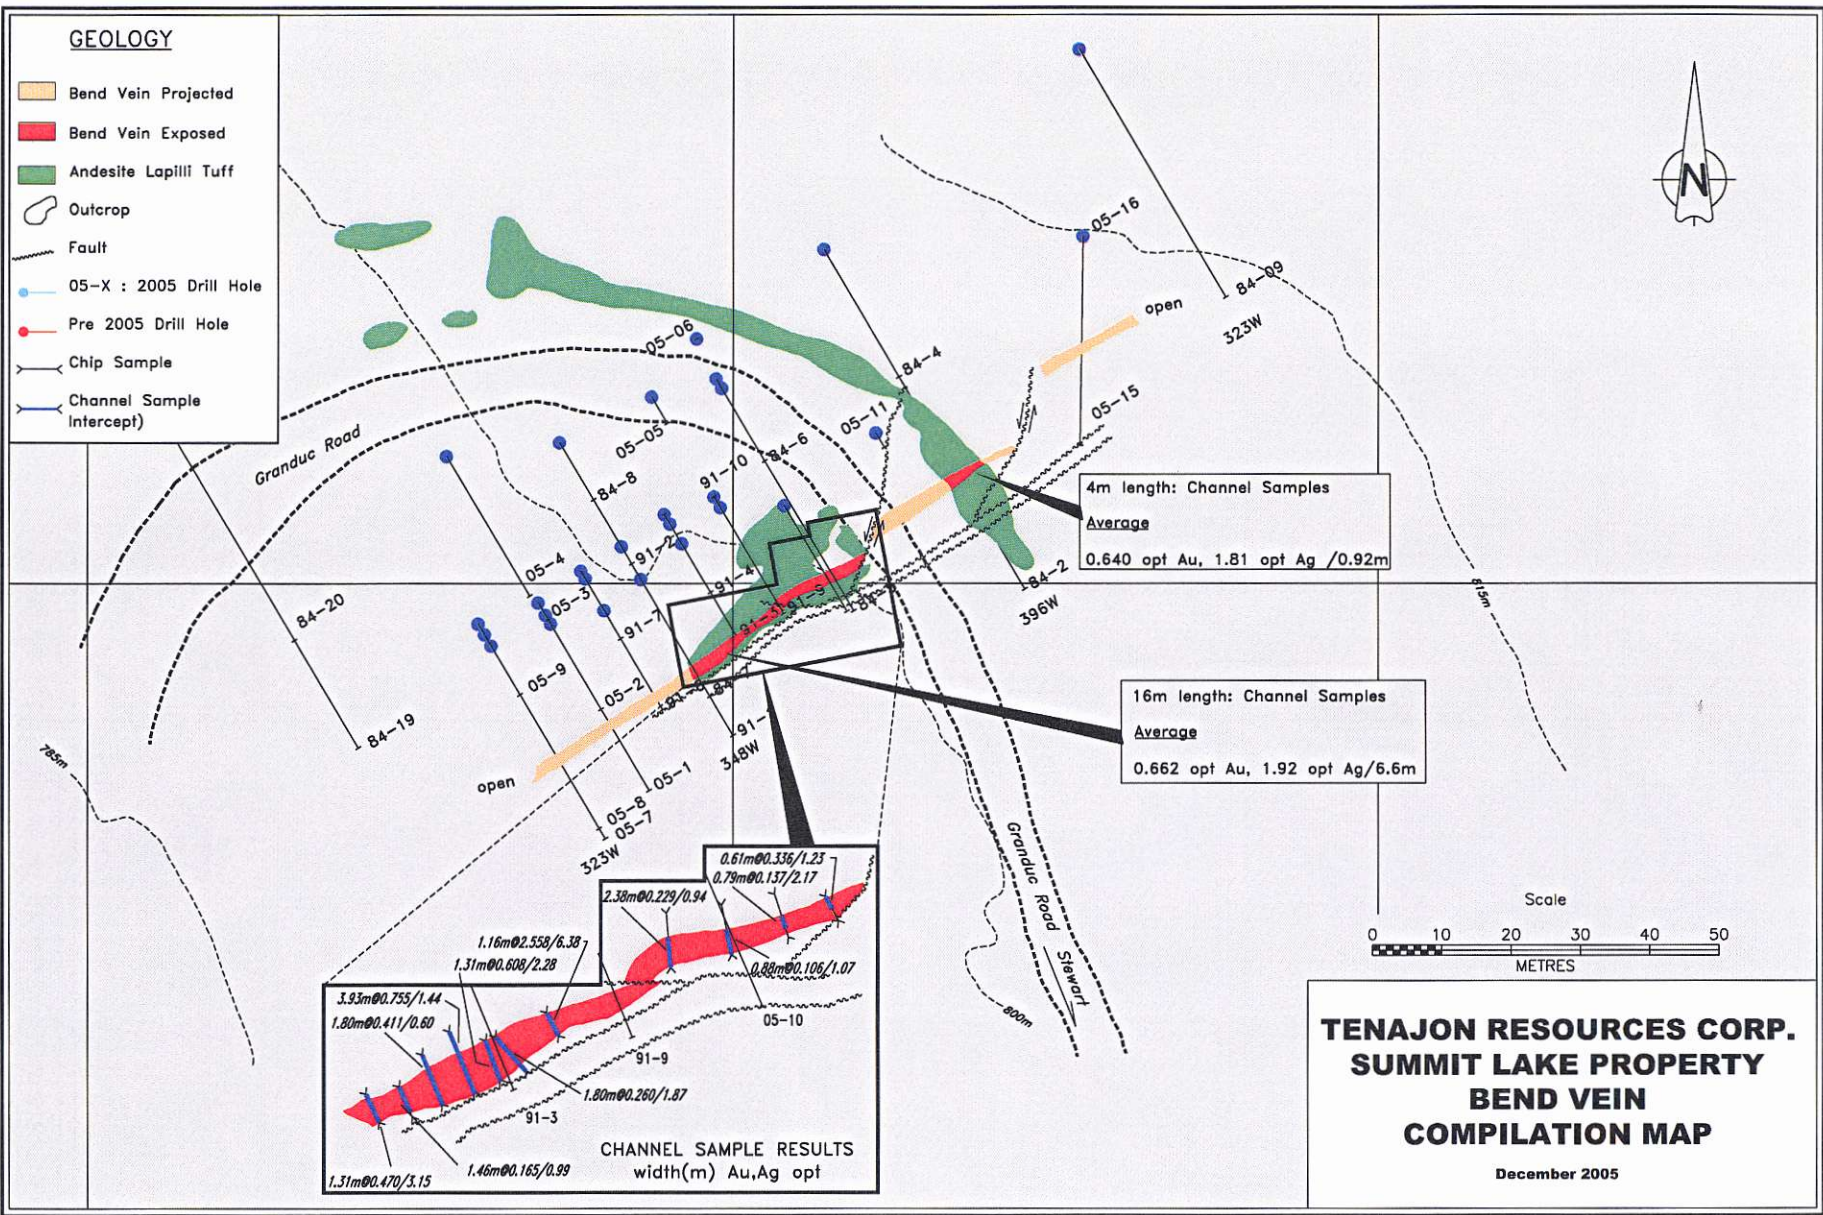 GEOLOGY
Bend Vein Projected
Bend Vein Exposed
Andesite Lapilli Tuff
Outcrop
Fault
05-X : 2005 Drill Hole
Pre 2005 Drill Hole
Chip Sample
Channel Sample
Intercept)
N
05-16
84-09
open
323W
05-06
84-4
05-11
05-15
Granduc Road
05-05
84-6
91-10
84-8
4m length: Channel Samples
Average
0.640 opt Au, 1.81 opt Ag /0.92m
91-2
05-4
91-4
84-2
396W
815m
05-3
91-9
84-20
91-7
91-3
16m length: Channel Samples
Average
0.662 opt Au, 1.92 opt Ag/6.6m
05-9
05-2
84-19
348W
785m
open
05-1
05-8
05-7
323W
Granduc Road
Stewart
800m
0.61m@0.336/1.23
0.79m@0.137/2.17
2.38m@0.229/0.94
1.16m@2.558/6.38
1.31m@0.608/2.28
0.88m@0.106/1.07
3.93m@0.755/1.44
1.80m@0.411/0.60
05-10
91-9
1.80m@0.260/1.87
91-3
1.46m@0.165/0.99
1.31m@0.470/3.15
CHANNEL SAMPLE RESULTS
width(m) Au,Ag opt
Scale
0 10 20 30 40 50
METRES
TENAJON RESOURCES CORP.
SUMMIT LAKE PROPERTY
BEND VEIN
COMPILATION MAP
December 2005